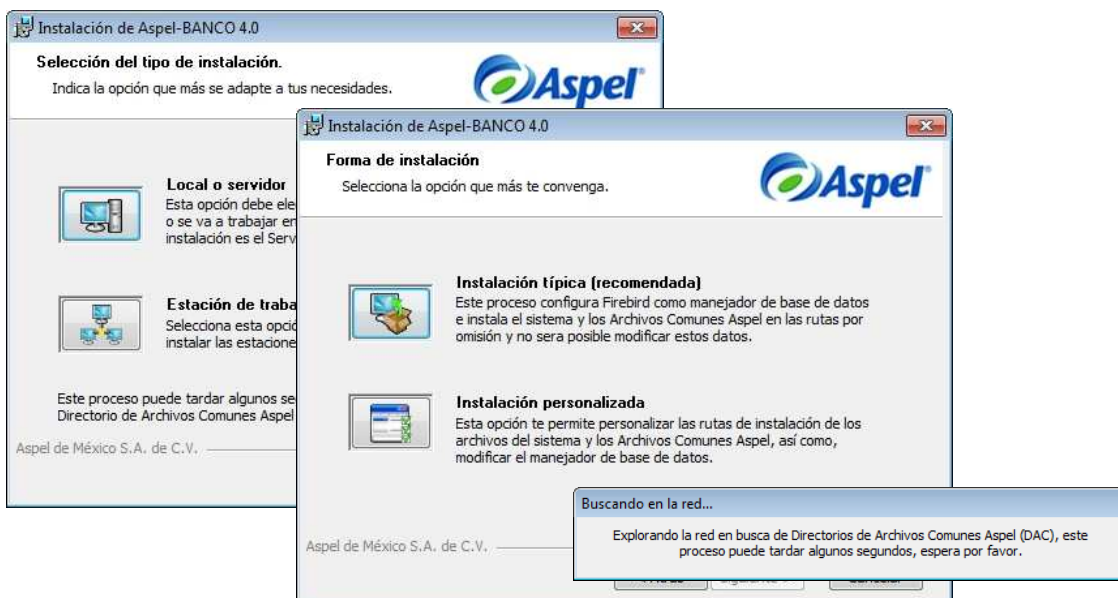 Instalación de Aspel-BANCO 4.0
Selección del tipo de instalación.
Indica la opción que más se adapte a tus necesidades.
Aspel
Local o servidor
Esta opción debe
o se va a trabajar
instalación es el
Estación de
Selecciona esta
instalar las
Este proceso puede tardar algunos
Directorio de Archivos Comunes Aspel
Aspel de México S.A. de C.V.
Instalación de Aspel-BANCO 4.0
Forma de instalación
Selecciona la opción que más te convenga.
Aspel
Instalación típica (recomendada)
Este proceso configura Firebird como manejador de base de datos
e instala el sistema y los Archivos Comunes Aspel en las rutas por
omisión y no sera posible modificar estos datos.
Instalación personalizada
Esta opción te permite personalizar las rutas de instalación de los
archivos del sistema y los Archivos Comunes Aspel, así como,
modificar el manejador de base de datos.
Aspel de México S.A. de C.V.
Buscando en la red...
Explorando la red en busca de Directorios de Archivos Comunes Aspel (DAC), este
proceso puede tardar algunos segundos, espera por favor.